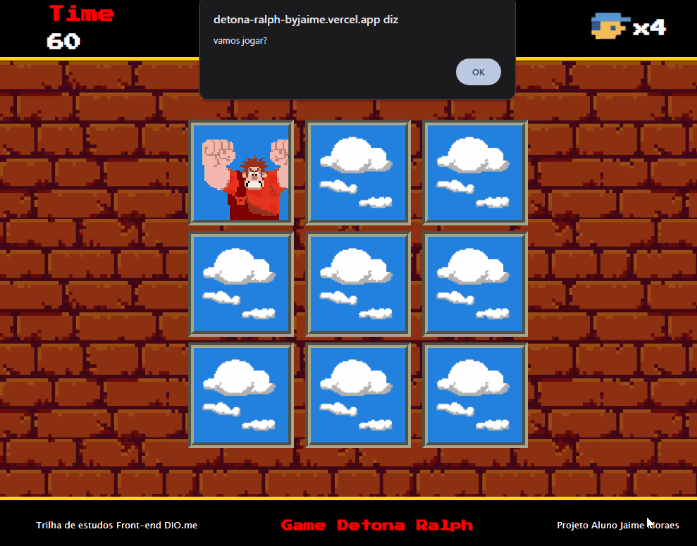 Time
60
detona-ralph-byjaime.vercel.app diz
vamos jogar?
OK
x4
Trilha de estudos Front-end DIO.me
Game Detona Ralph
Projeto Aluno Jaime Moraes